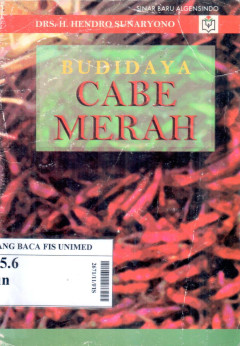 SINAR BARU ALGENSINDO
DRS. H. HENDRO SUNARYONO
BUDIDAYA
CABE
MERAH
ANG BACA FIS UNIMED
5.6
n